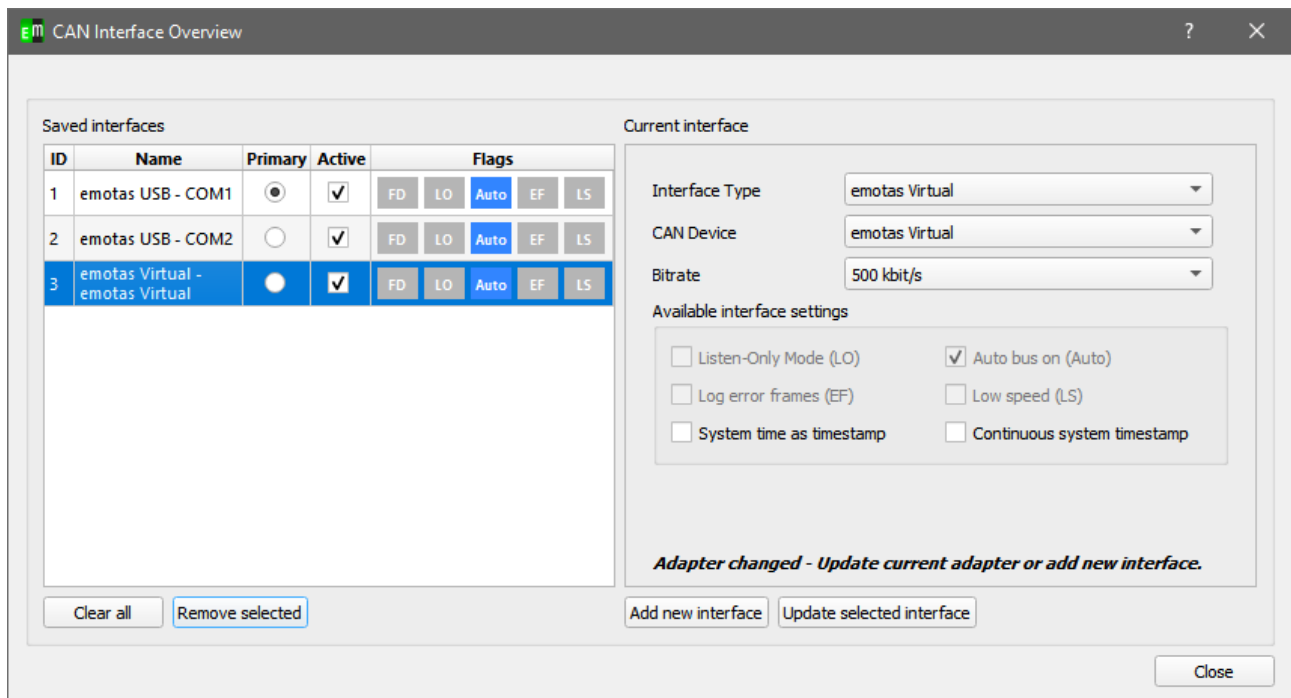 Em CAN Interface Overview ? ×
Saved interfaces
ID Name Primary Active Flags
1 emotas USB - COM1 FD LO Auto EF LS
2 emotas USB - COM2 FD LO Auto EF LS
3 emotas Virtual - FD LO Auto EF LS
emotas Virtual
Clear all Remove selected
Current interface
Interface Type emotas Virtual
CAN Device emotas Virtual
Bitrate 500 kbit/s
Available interface settings
Listen-Only Mode (LO) Auto bus on (Auto)
Log error frames (EF) Low speed (LS)
System time as timestamp Continuous system timestamp
Adapter changed - Update current adapter or add new interface.
Add new interface Update selected interface
Close